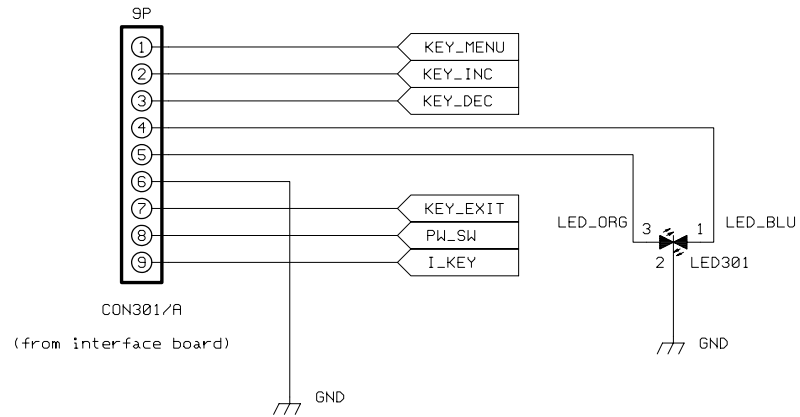 9P
1
KEY_MENU
2
KEY_INC
3
KEY_DEC
4
5
6
7
KEY_EXIT
8
PW_SW
9
I_KEY
LED_ORG 3 1 LED_BLU
2 LED301
CON301/A
(from interface board)
GND
GND